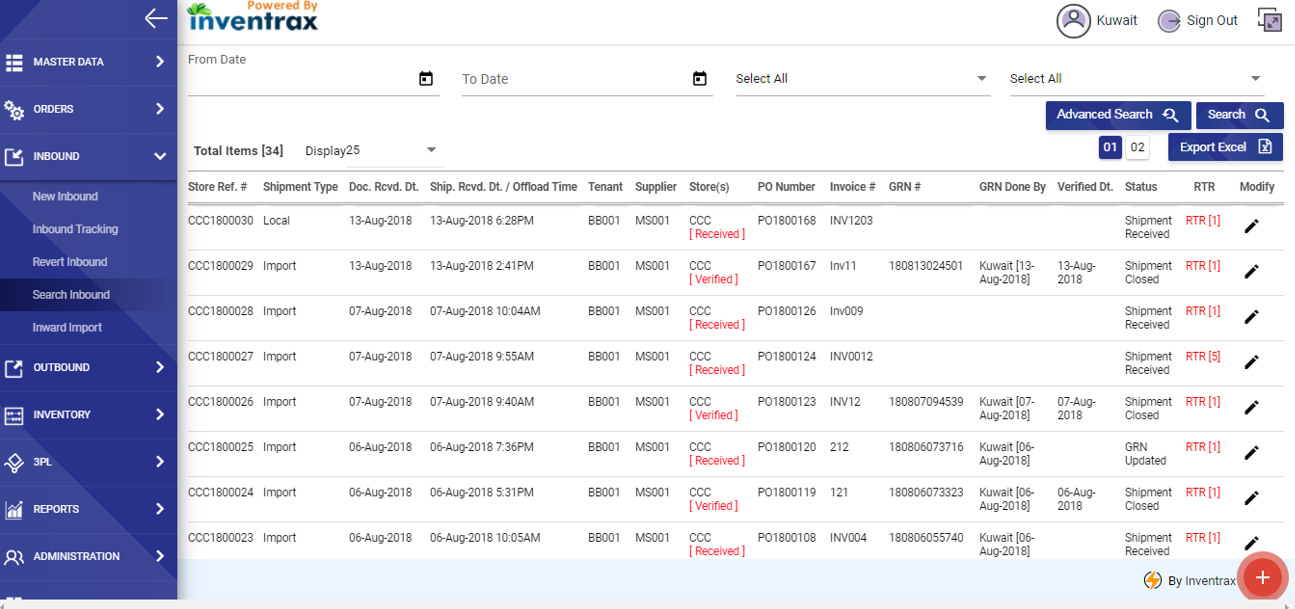 Powered By
inventrax
Kuwait
Sign Out
MASTER DATA
ORDERS
INBOUND
New Inbound
Inbound Tracking
Revert Inbound
Search Inbound
Inward Import
OUTBOUND
INVENTORY
3PL
REPORTS
ADMINISTRATION
From Date
To Date
Select All
Select All
Advanced Search
Search
Total Items [34] Display25
01 02
Export Excel
Store Ref. # Shipment Type Doc. Rcvd. Dt. Ship. Rcvd. Dt. / Offload Time Tenant Supplier Store(s) PO Number Invoice # GRN # GRN Done By Verified Dt. Status RTR Modify
CCC1800030 Local 13-Aug-2018 13-Aug-2018 6:28PM BB001 MS001 CCC PO1800168 INV1203 Shipment RTR [1]
[ Received ] Received
CCC1800029 Import 13-Aug-2018 13-Aug-2018 2:41PM BB001 MS001 CCC PO1800167 Inv11 180813024501 Kuwait [13- 13-Aug- Shipment RTR [1]
[ Verified ] Aug-2018] 2018 Closed
CCC1800028 Import 07-Aug-2018 07-Aug-2018 10:04AM BB001 MS001 CCC PO1800126 Inv009 Shipment RTR [1]
[ Received ] Received
CCC1800027 Import 07-Aug-2018 07-Aug-2018 9:55AM BB001 MS001 CCC PO1800124 INV0012 Shipment RTR [5]
[ Received ] Received
CCC1800026 Import 07-Aug-2018 07-Aug-2018 9:40AM BB001 MS001 CCC PO1800123 INV12 180807094539 Kuwait [07- 07-Aug- Shipment RTR [1]
[ Verified ] Aug-2018] 2018 Closed
CCC1800025 Import 06-Aug-2018 06-Aug-2018 7:36PM BB001 MS001 CCC PO1800120 212 180806073716 Kuwait [06- GRN RTR [1]
[ Received ] Aug-2018] Updated
CCC1800024 Import 06-Aug-2018 06-Aug-2018 5:31PM BB001 MS001 CCC PO1800119 121 180806073323 Kuwait [06- 06-Aug- Shipment RTR [1]
[ Verified ] Aug-2018] 2018 Closed
CCC1800023 Import 06-Aug-2018 06-Aug-2018 10:05AM BB001 MS001 CCC PO1800108 INV004 180806055740 Kuwait [06- Shipment RTR [1]
[ Received ] Aug-2018] Received
By Inventrax